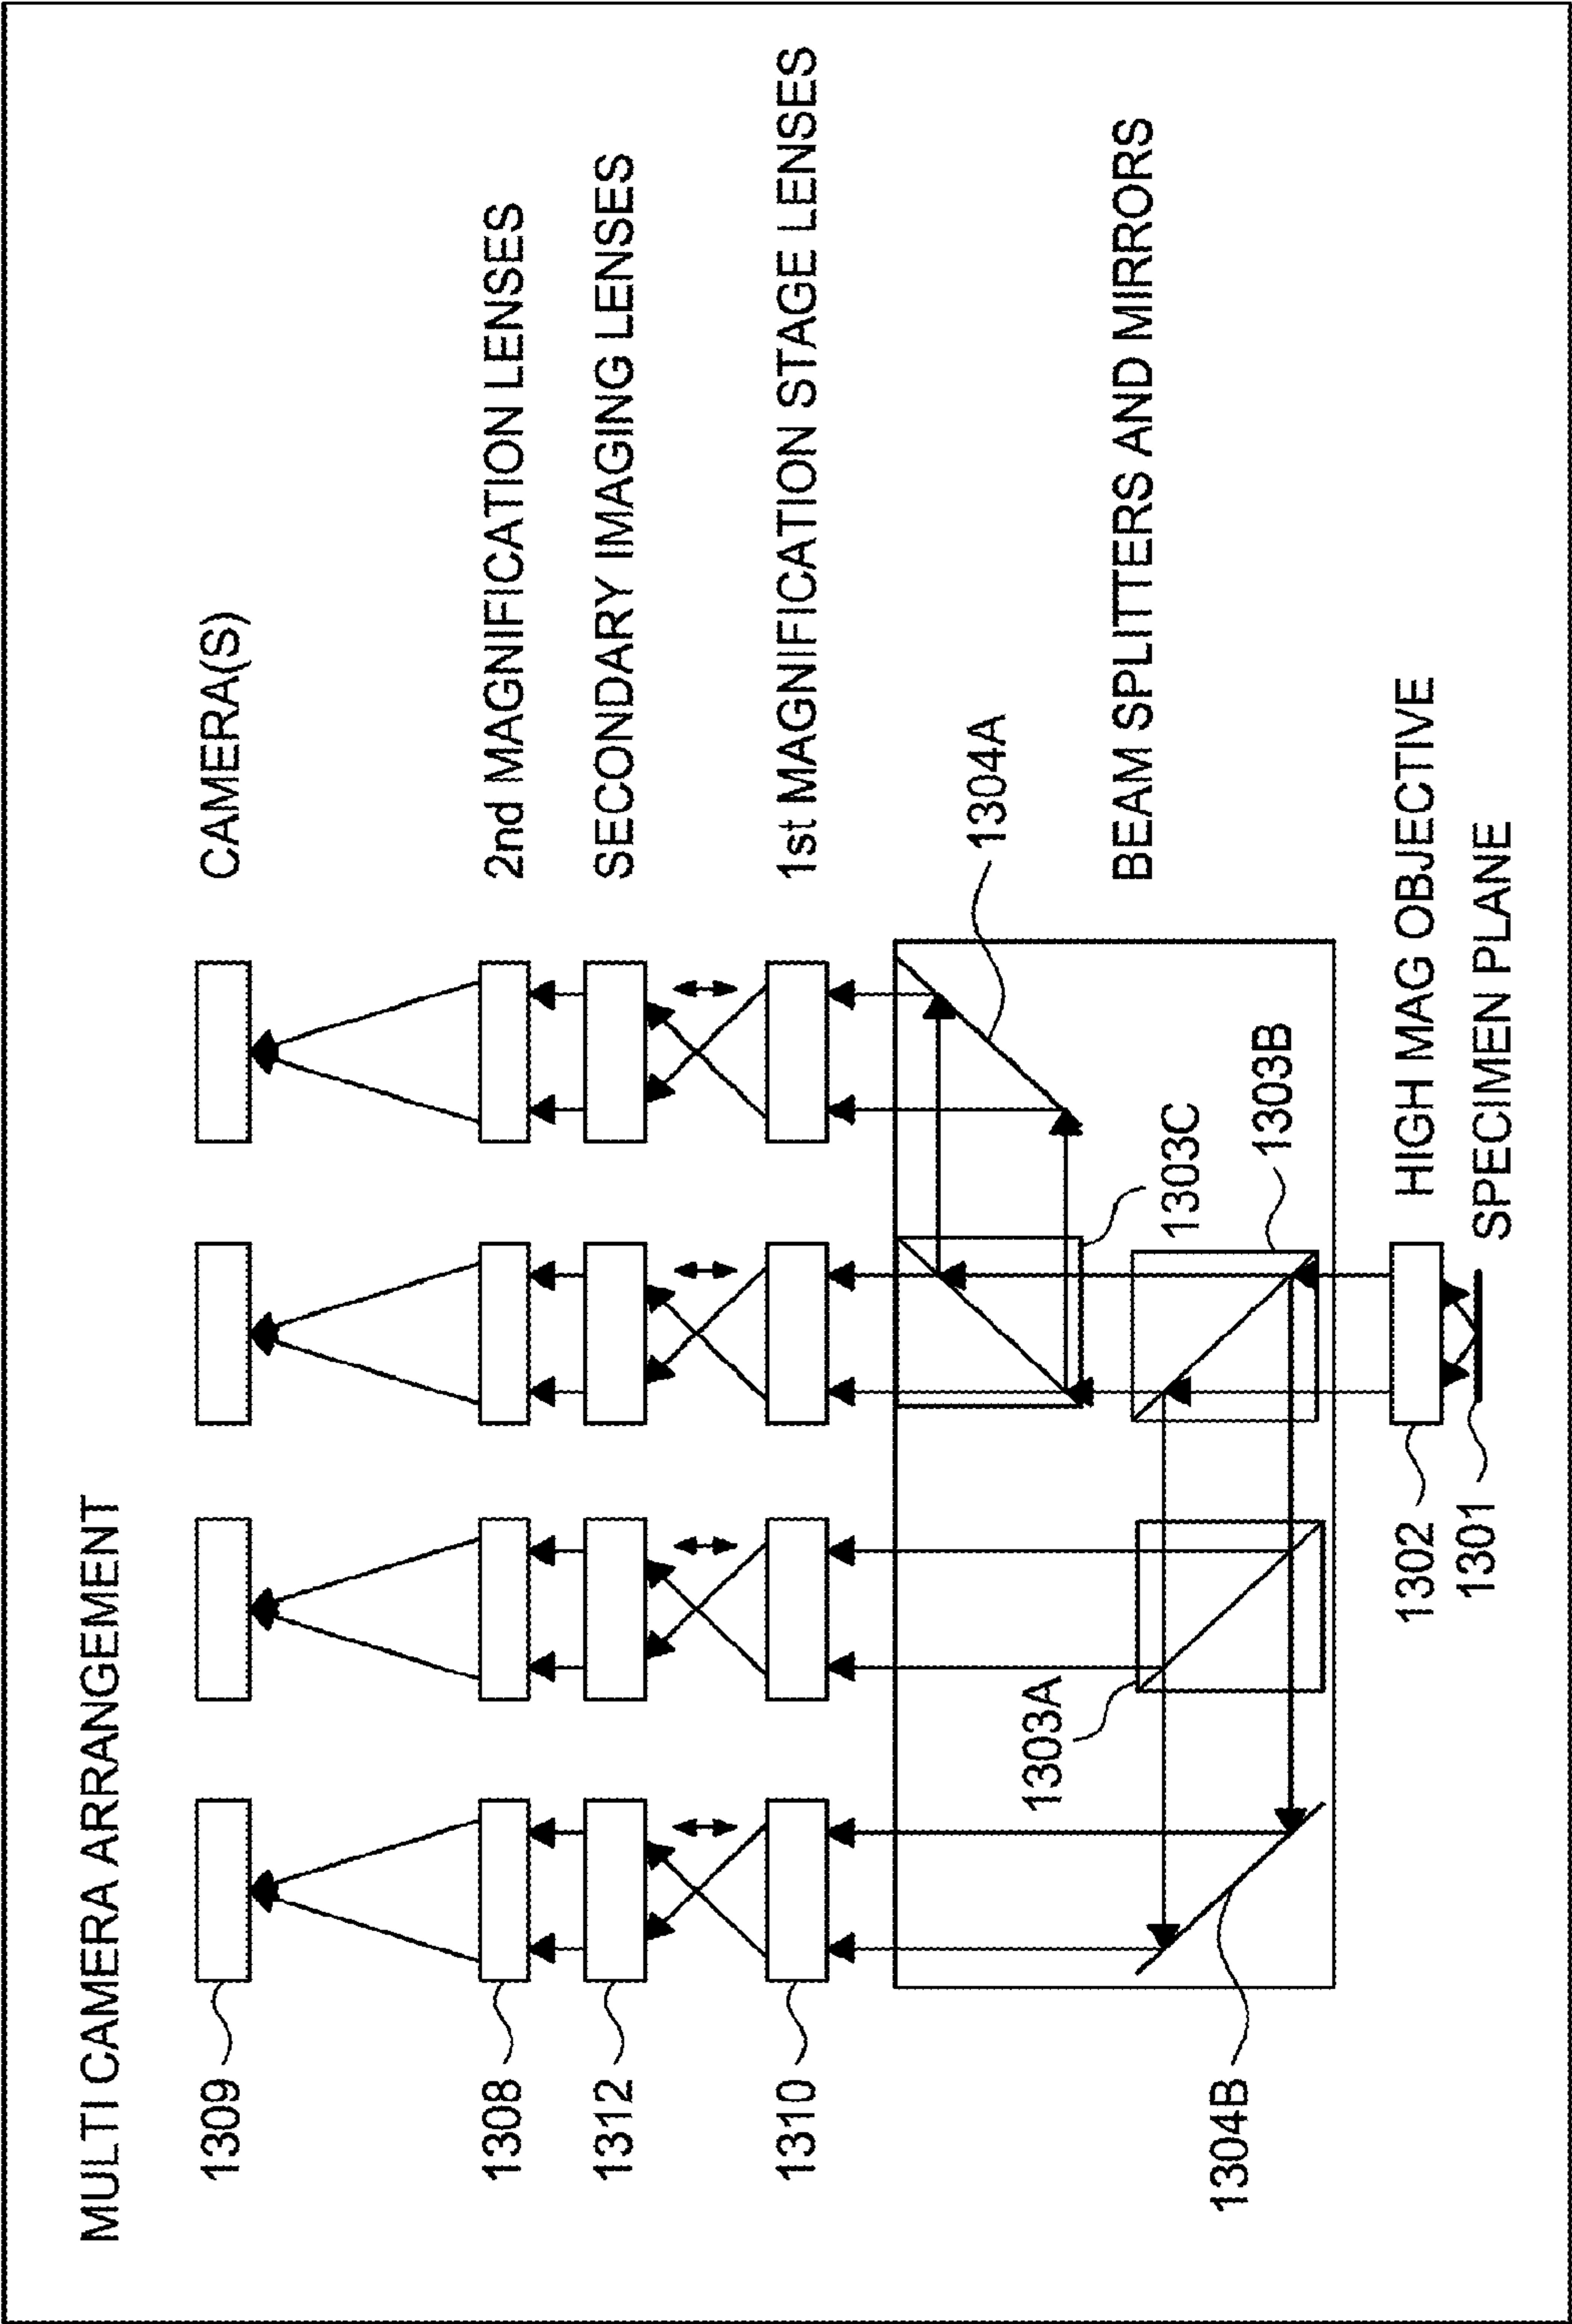 MULTI CAMERA ARRANGEMENT
1309
CAMERA(S)
1308
2nd MAGNIFICATION LENSES
1312
SECONDARY IMAGING LENSES
1310
1st MAGNIFICATION STAGE LENSES
1304A
1303A
1303C
BEAM SPLITTERS AND MIRRORS
1304B
1303B
1302
HIGH MAG OBJECTIVE
1301
SPECIMEN PLANE